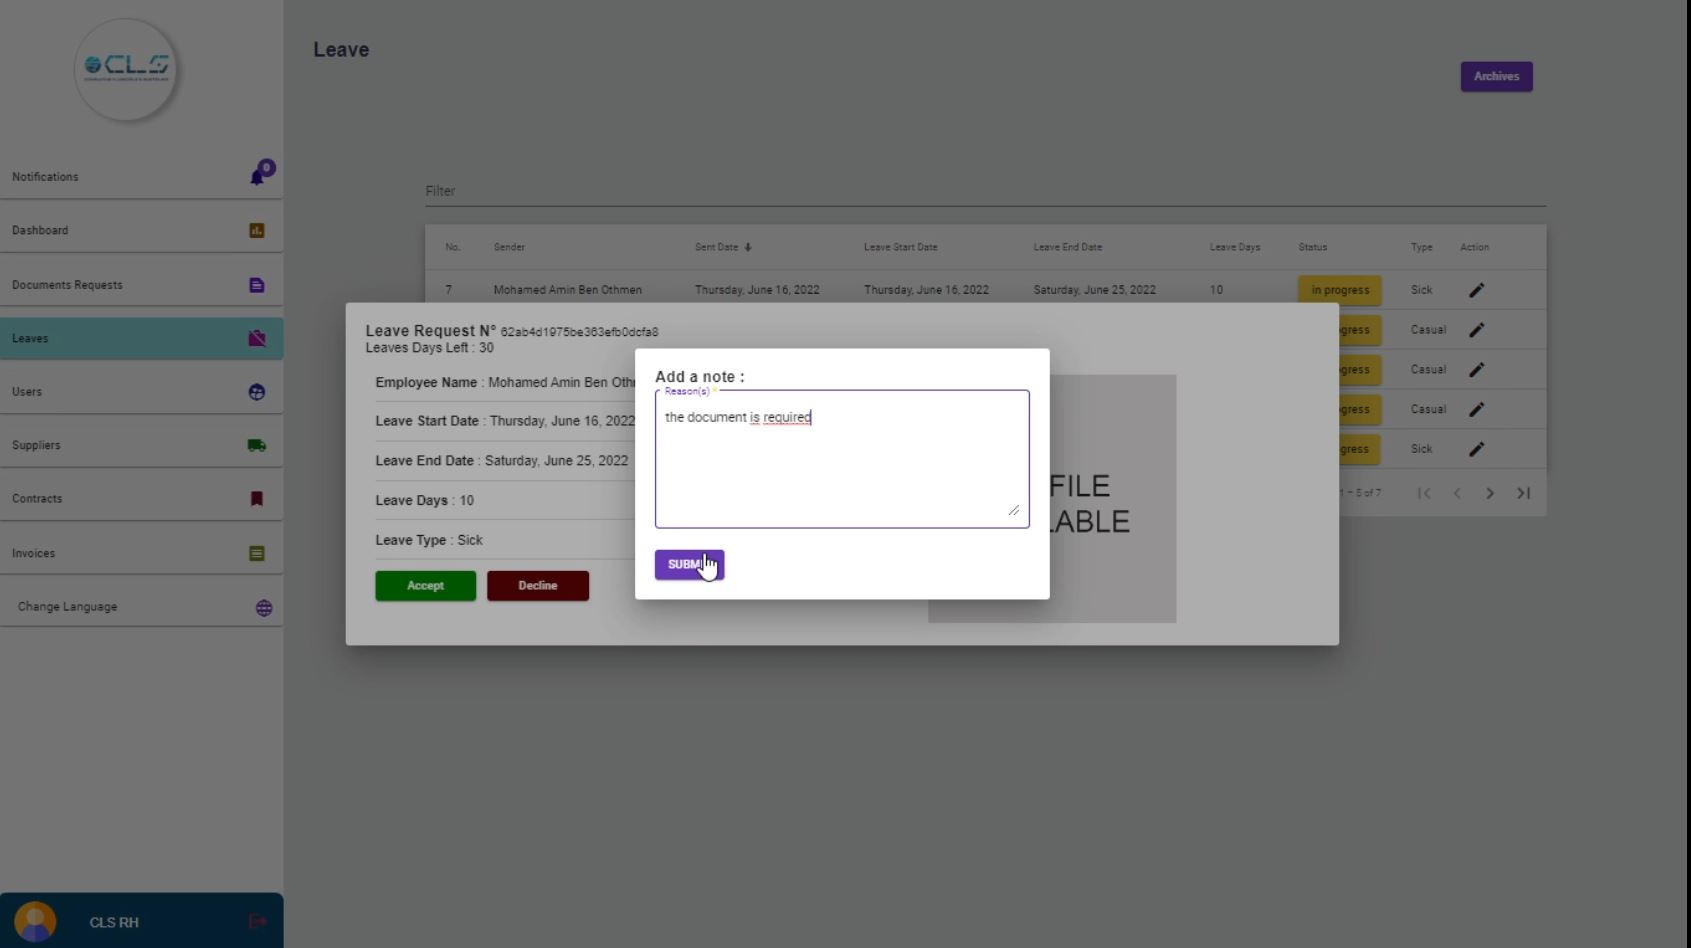 CLS
Leave
Archives
Notifications
0
Dashboard
Documents Requests
Leaves
Users
Suppliers
Contracts
Invoices
Change Language
CLS RH
Filter
No. Sender Sent Date Leave Start Date Leave End Date Leave Days Status Type Action
7 Mohamed Amin Ben Othmen Thursday, June 16, 2022 Thursday, June 16, 2022 Saturday, June 25, 2022 10 in progress Sick
gress Casual
gress Casual
gress Casual
gress Sick
1 – 5 of 7
Leave Request N° 62ab4d1975be363efb0dcfa8
Leaves Days Left : 30
Employee Name : Mohamed Amin Ben Oth
Leave Start Date : Thursday, June 16, 2022
Leave End Date : Saturday, June 25, 2022
Leave Days : 10
Leave Type : Sick
Accept Decline
FILE
LABLE
Add a note :
Reason(s) *
the document is required
SUBM